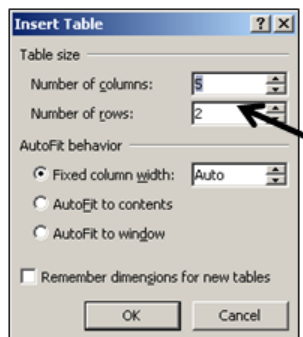 Insert Table
Table size
Number of columns: 5
Number of rows: 2
AutoFit behavior
Fixed column width: Auto
AutoFit to contents
AutoFit to window
Remember dimensions for new tables
OK Cancel